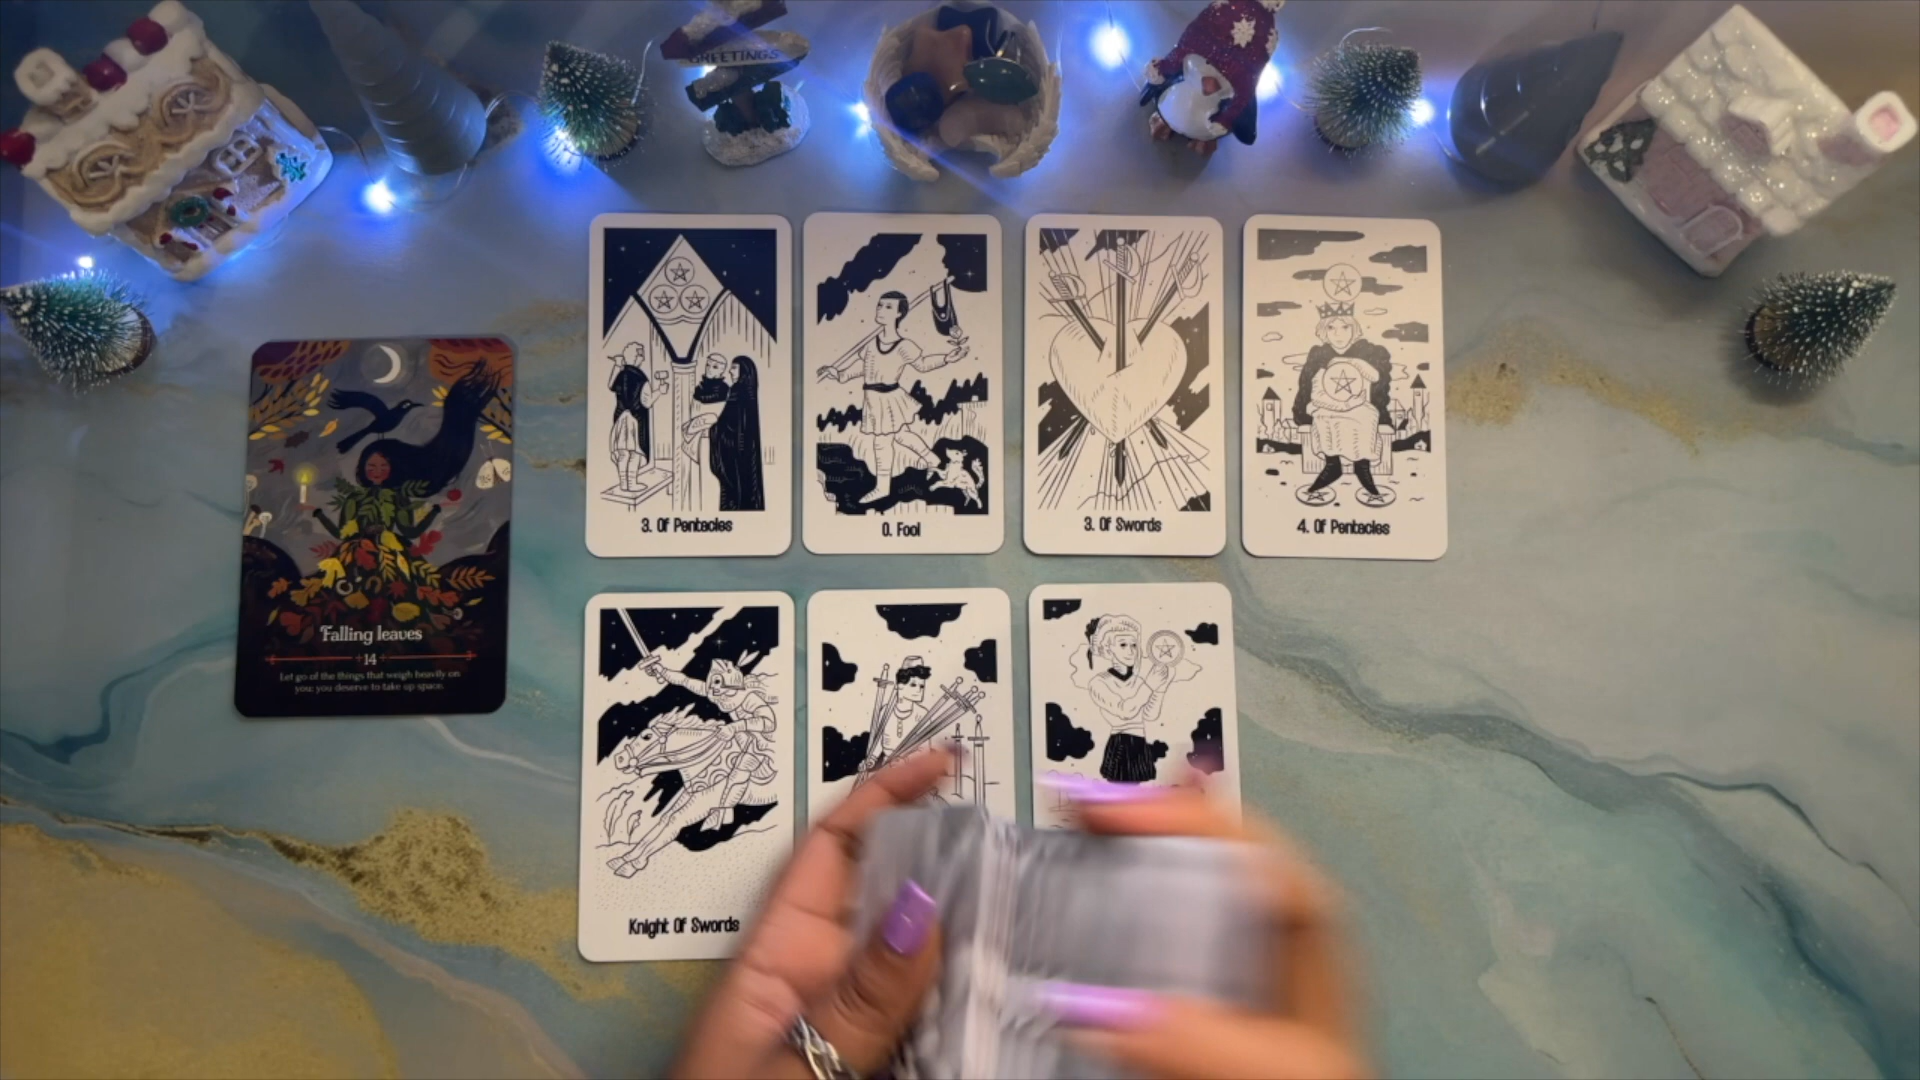 GREETINGS
3. Of Pentacles
0. Fool
3. Of Swords
4. Of Pentacles
Falling leaves
14
Let go of the things that weigh heavily on
you; you deserve to take up space.
Knight Of Swords